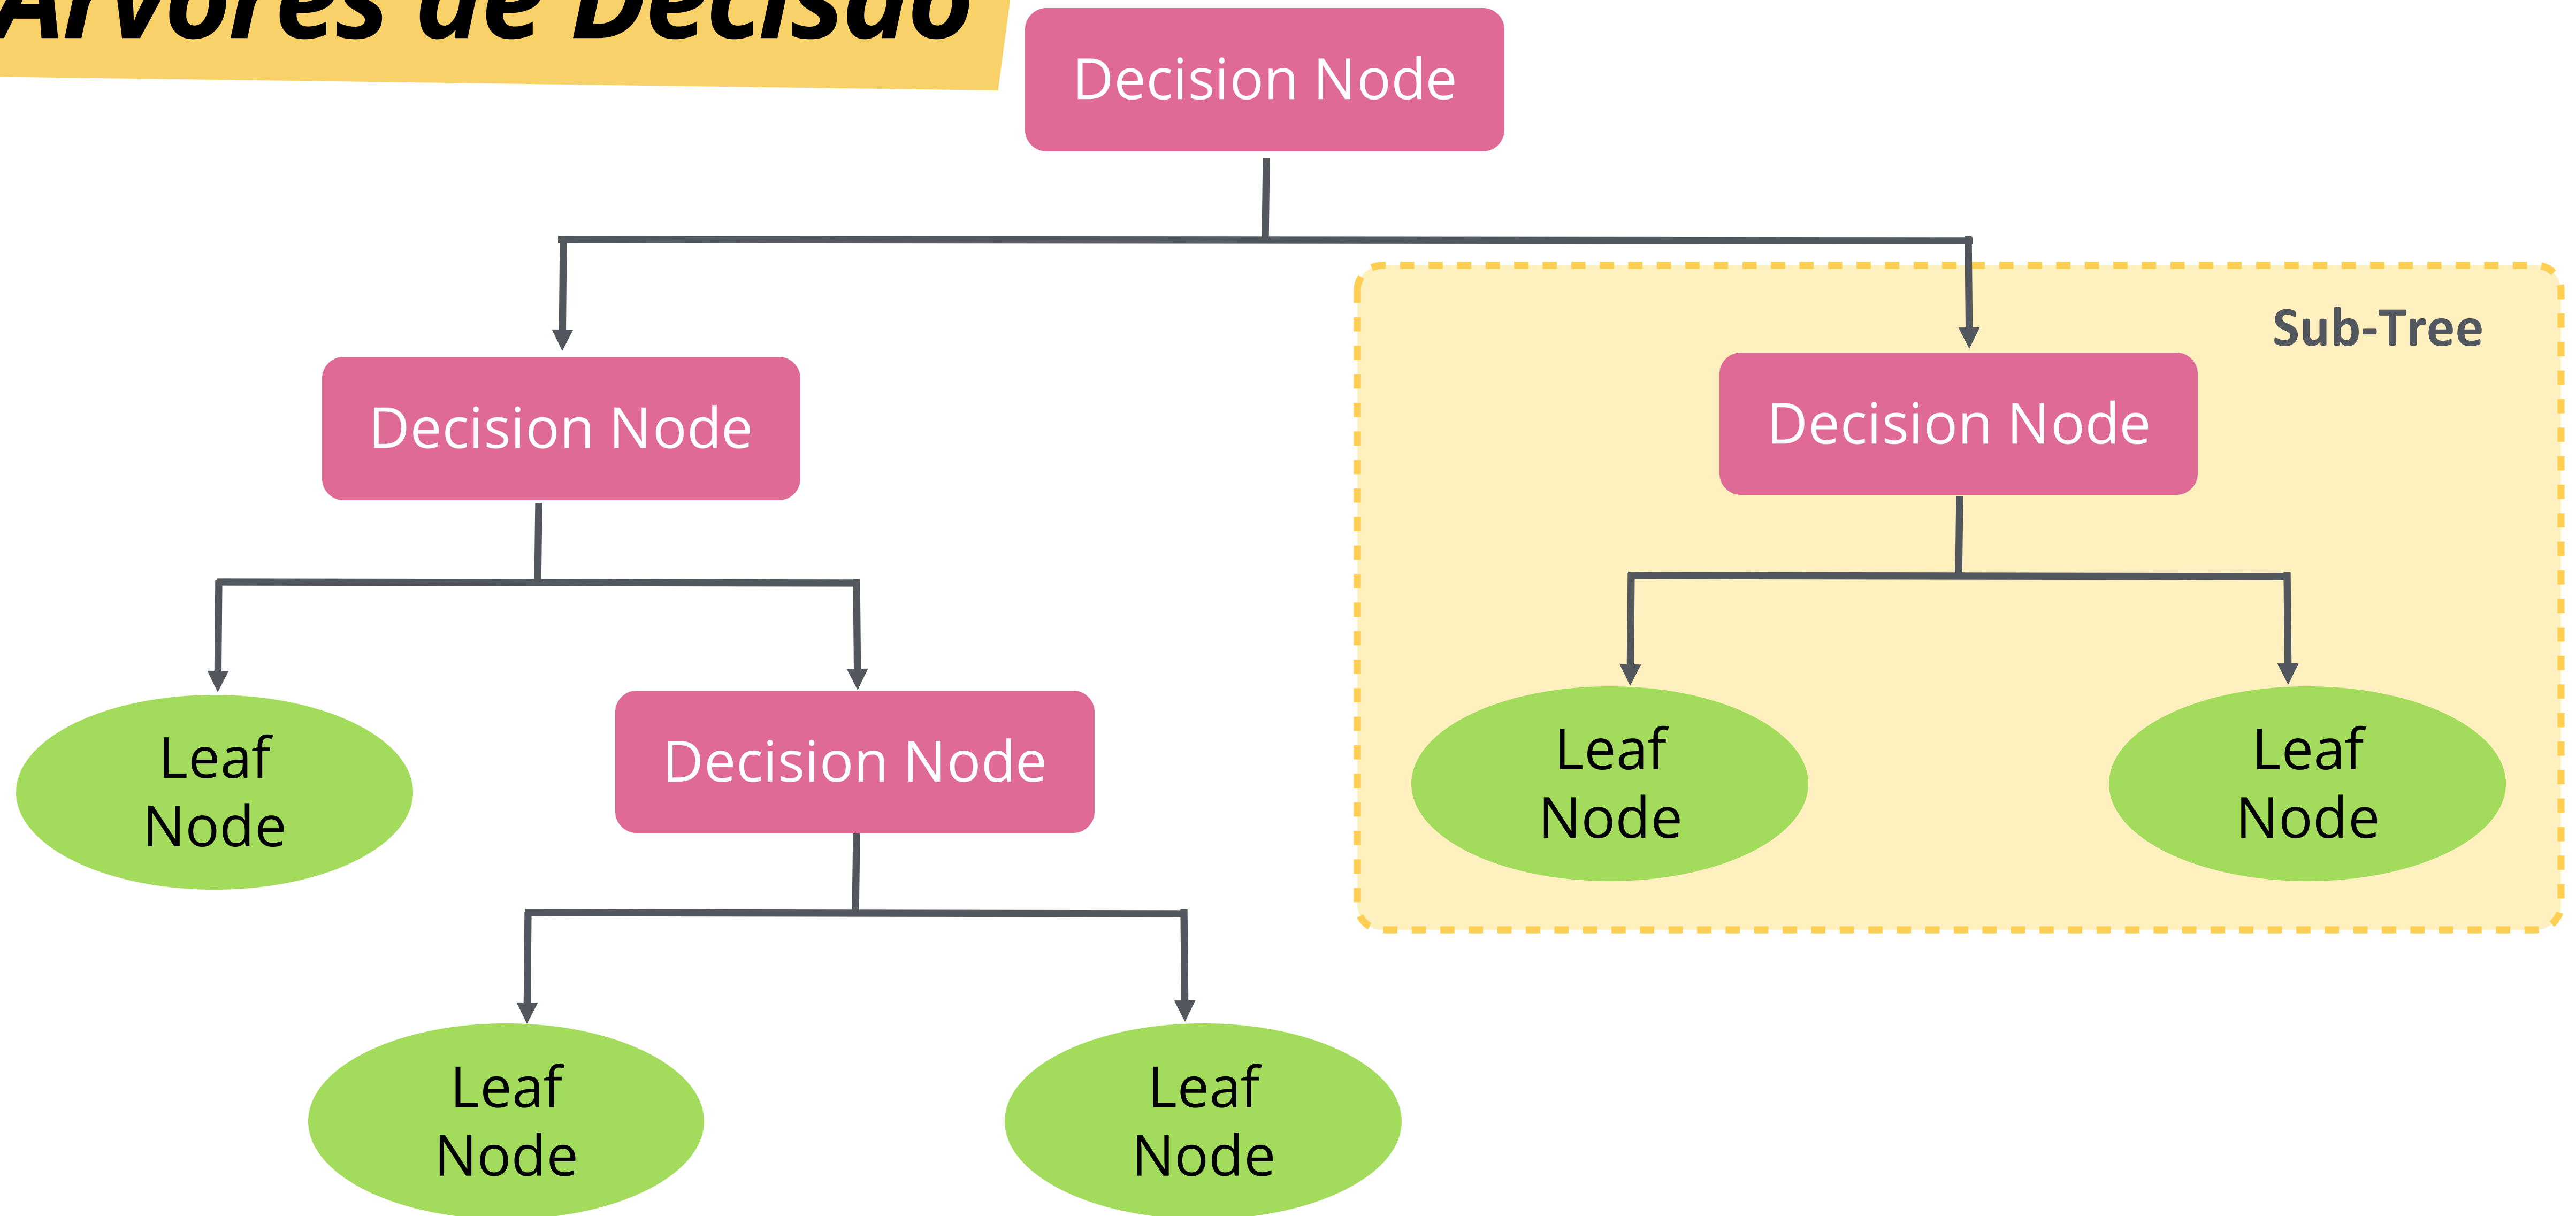 Árvores de Decisão
Decision Node
Sub-Tree
Decision Node
Decision Node
Leaf
Node
Decision Node
Leaf
Node
Leaf
Node
Leaf
Node
Leaf
Node